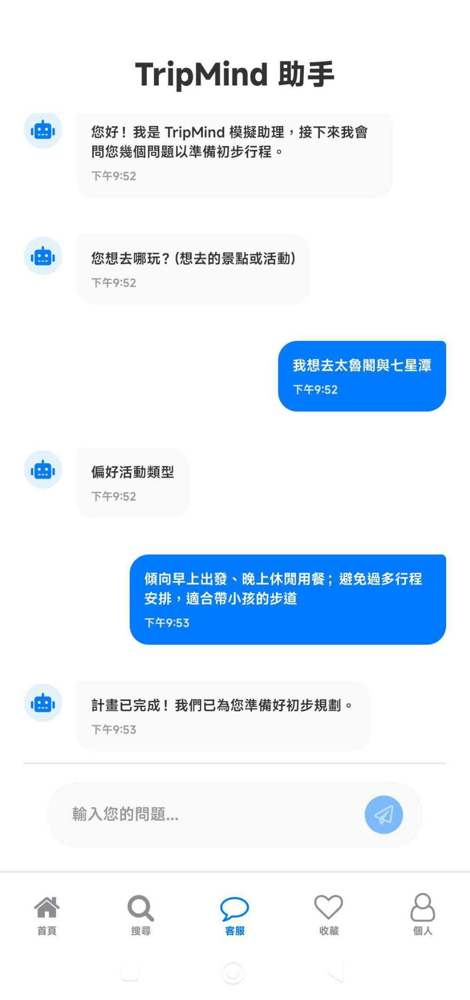 TripMind 助手
您好！我是 TripMind 模擬助理，接下來我會
問您幾個問題以準備初步行程。
下午9:52
您想去哪玩？(想去的景點或活動)
下午9:52
我想去太魯閣與七星潭
下午9:52
偏好活動類型
下午9:52
傾向早上出發、晚上休閒用餐；避免過多行程
安排，適合帶小孩的步道
下午9:53
計畫已完成！我們已為您準備好初步規劃。
下午9:53
輸入您的問題...
首頁
搜尋
客服
收藏
個人